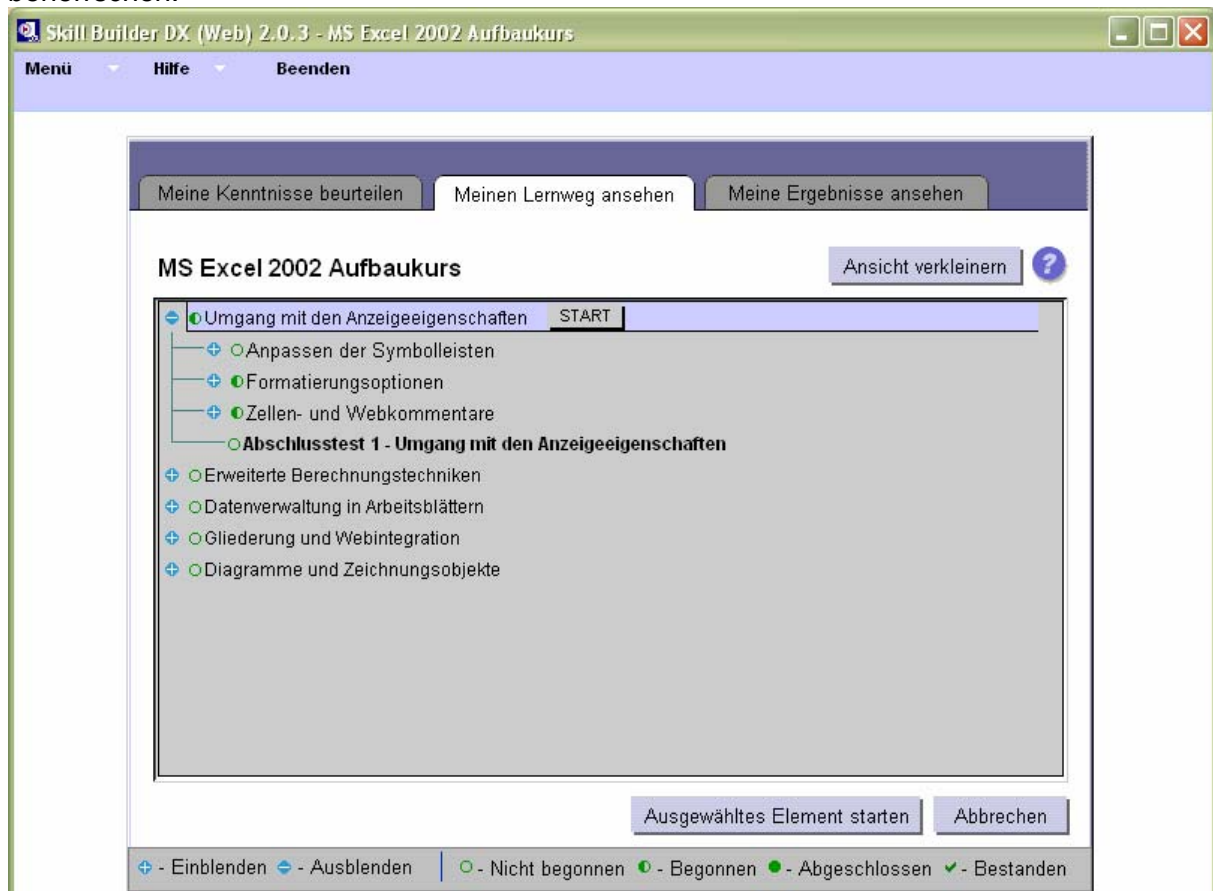 beherrschen.
Skill Builder DX (Web) 2.0.3 - MS Excel 2002 Aufbaukurs
Menü Hilfe Beenden
Meine Kenntnisse beurteilen Meinen Lernweg ansehen Meine Ergebnisse ansehen
MS Excel 2002 Aufbaukurs Ansicht verkleinern ?
Umgang mit den Anzeigeeigenschaften START
Anpassen der Symbolleisten
Formatierungsoptionen
Zellen- und Webkommentare
Abschlusstest 1 - Umgang mit den Anzeigeeigenschaften
Erweiterte Berechnungstechniken
Datenverwaltung in Arbeitsblättern
Gliederung und Webintegration
Diagramme und Zeichnungsobjekte
Ausgewähltes Element starten Abbrechen
- Einblenden - Ausblenden - Nicht begonnen - Begonnen - Abgeschlossen - Bestanden